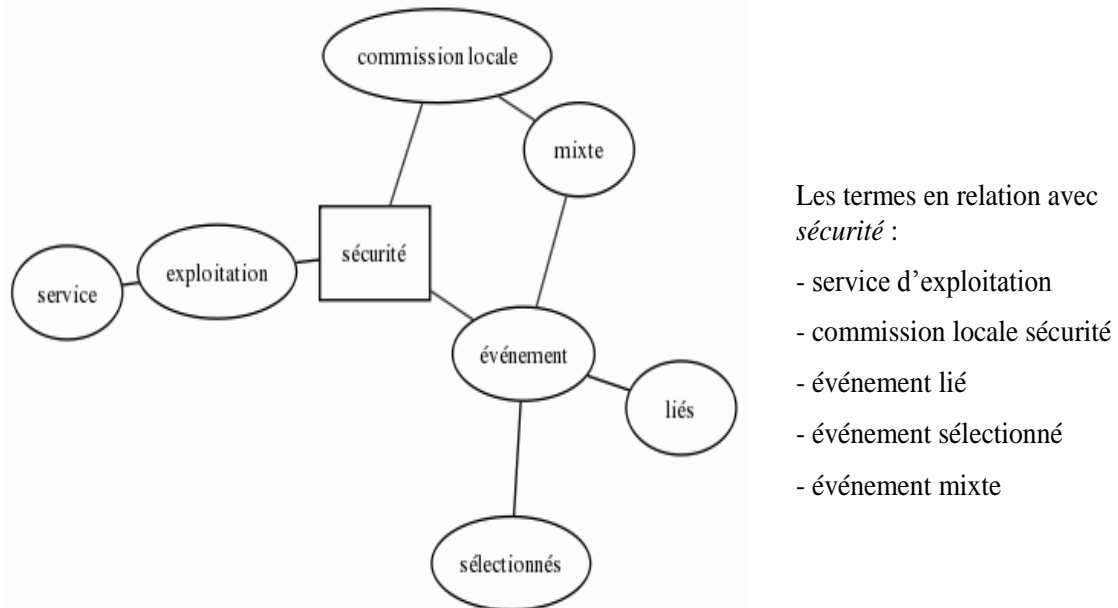 commission locale
mixte
sécurité
exploitation
service
événement
liés
sélectionnés
Les termes en relation avec
sécurité :
- service d’exploitation
- commission locale sécurité
- événement lié
- événement sélectionné
- événement mixte